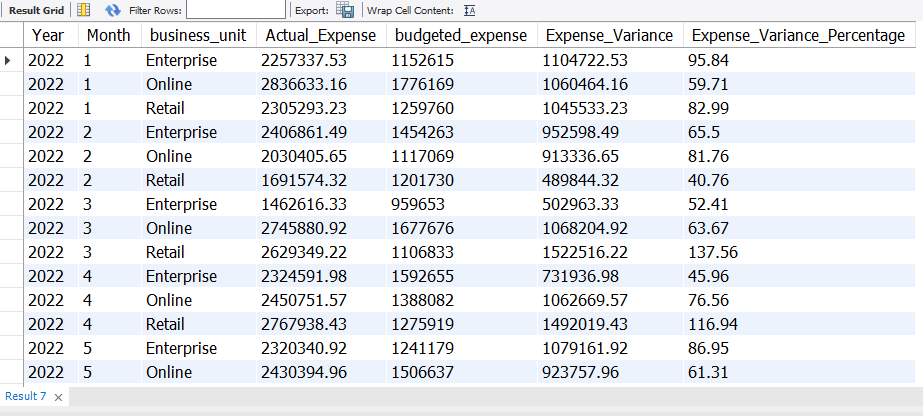 Result Grid Filter Rows: Export: Wrap Cell Content:
Year Month business_unit Actual_Expense budgeted_expense Expense_Variance Expense_Variance_Percentage
2022 1 Enterprise 2257337.53 1152615 1104722.53 95.84
2022 1 Online 2836633.16 1776169 1060464.16 59.71
2022 1 Retail 2305293.23 1259760 1045533.23 82.99
2022 2 Enterprise 2406861.49 1454263 952598.49 65.5
2022 2 Online 2030405.65 1117069 913336.65 81.76
2022 2 Retail 1691574.32 1201730 489844.32 40.76
2022 3 Enterprise 1462616.33 959653 502963.33 52.41
2022 3 Online 2745880.92 1677676 1068204.92 63.67
2022 3 Retail 2629349.22 1106833 1522516.22 137.56
2022 4 Enterprise 2324591.98 1592655 731936.98 45.96
2022 4 Online 2450751.57 1388082 1062669.57 76.56
2022 4 Retail 2767938.43 1275919 1492019.43 116.94
2022 5 Enterprise 2320340.92 1241179 1079161.92 86.95
2022 5 Online 2430394.96 1506637 923757.96 61.31
Result 7